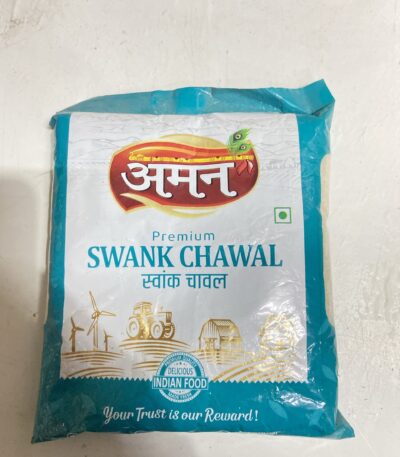 अमन
Premium
SWANK CHAWAL
स्वांक चावल
DELICIOUS
INDIAN FOOD
Your Trust is our Reward!